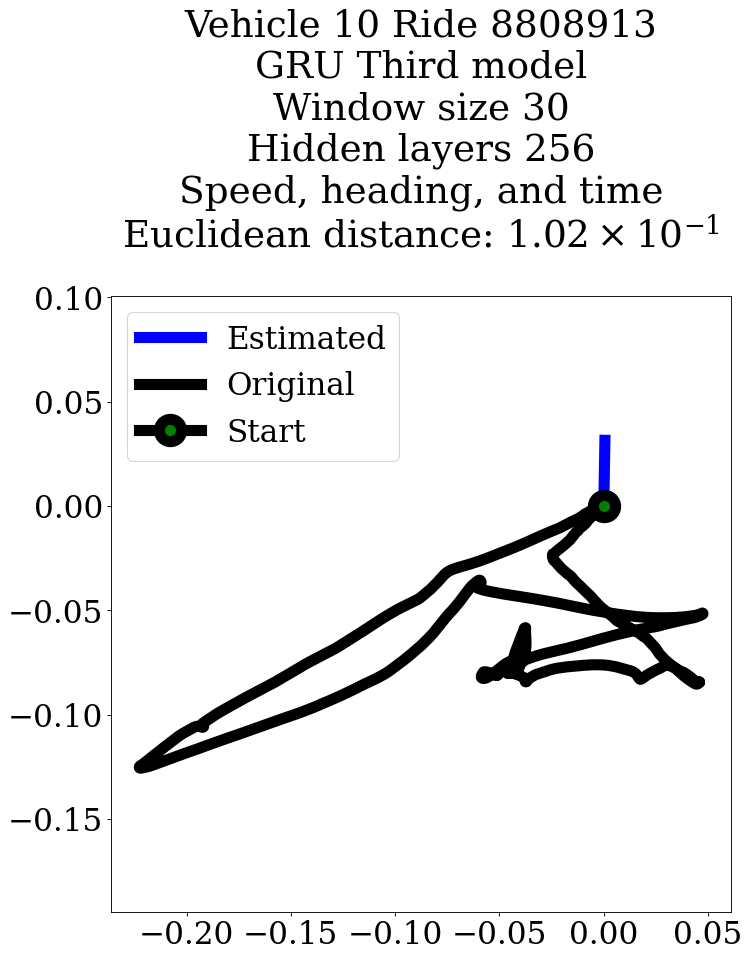 Vehicle 10 Ride 8808913
GRU Third model
Window size 30
Hidden layers 256
Speed, heading, and time
Euclidean distance: 1.02 × 10⁻¹
0.10
0.05
0.00
−0.05
−0.10
−0.15
Estimated
Original
Start
−0.20 −0.15 −0.10 −0.05 0.00 0.05